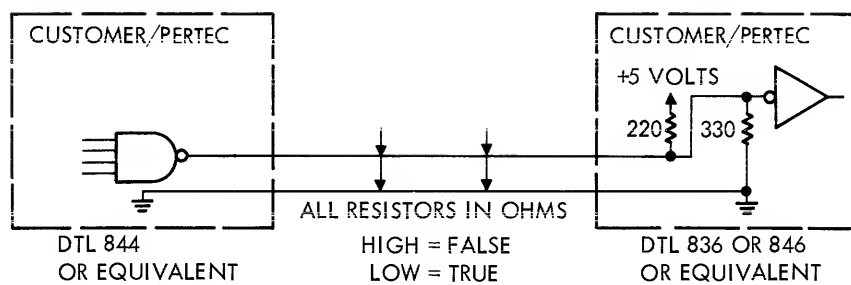 CUSTOMER/PERTEC
CUSTOMER/PERTEC
+5 VOLTS
220
330
ALL RESISTORS IN OHMS
HIGH = FALSE
LOW = TRUE
DTL 844
OR EQUIVALENT
DTL 836 OR 846
OR EQUIVALENT